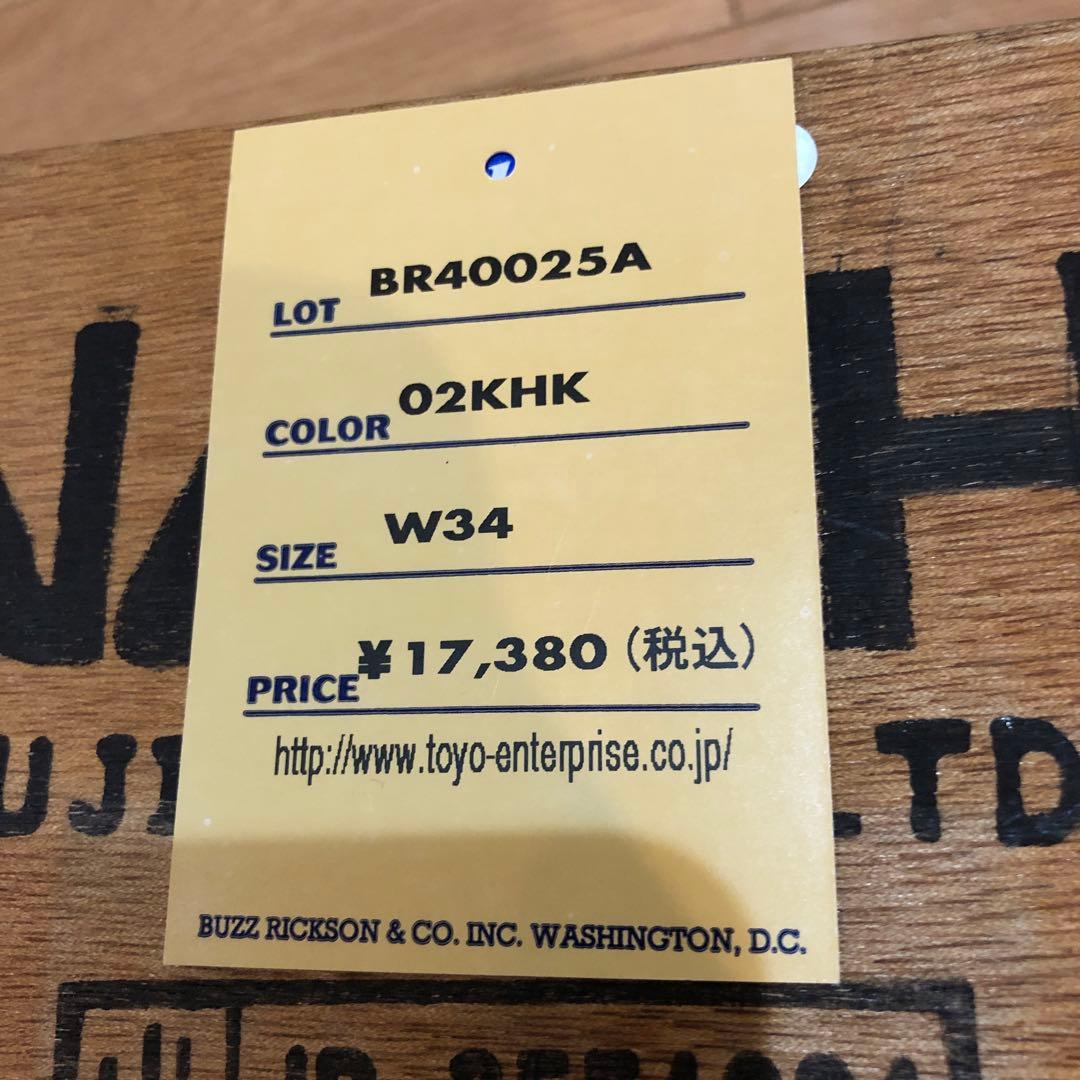 BR40025A
LOT
02KHK
COLOR
W34
SIZE
¥17,380(税込)
PRICE
http://www.toyo-enterprise.co.jp/
BUZZ RICKSON & CO. INC. WASHINGTON, D.C.
LTD